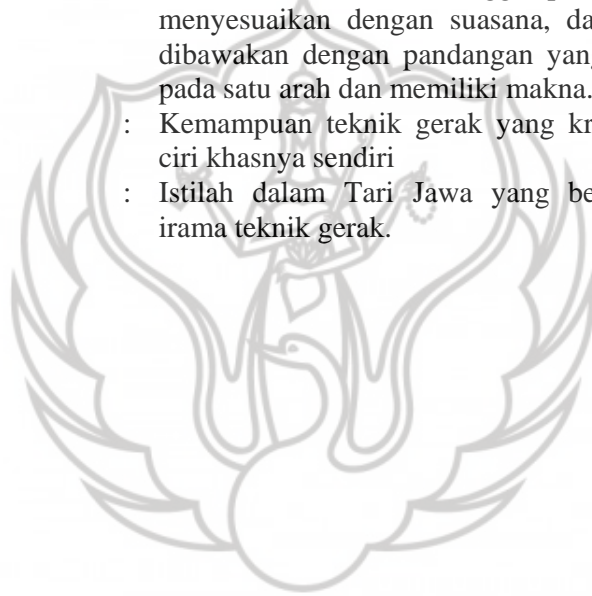 menyesuaikan dengan suasana, da
dibawakan dengan pandangan yang
pada satu arah dan memiliki makna.
: Kemampuan teknik gerak yang kr
ciri khasnya sendiri
: Istilah dalam Tari Jawa yang be
irama teknik gerak.